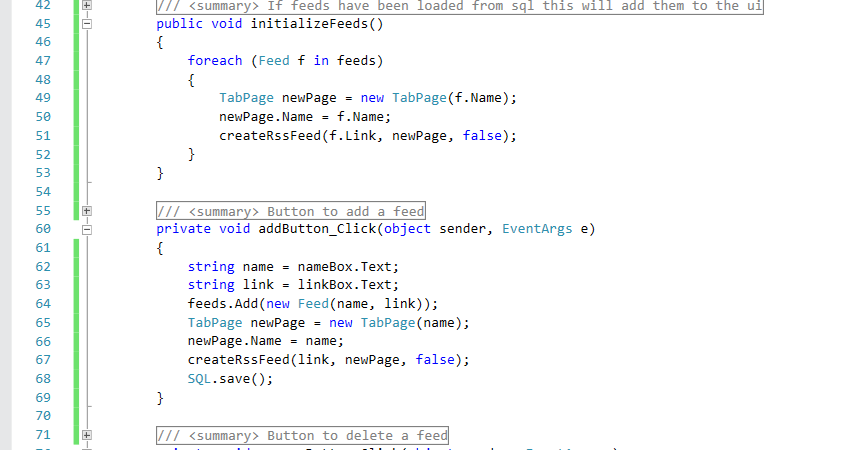 42 /// <summary> If feeds have been loaded from sql this will add them to the ui
45 public void initializeFeeds()
46 {
47 foreach (Feed f in feeds)
48 {
49 TabPage newPage = new TabPage(f.Name);
50 newPage.Name = f.Name;
51 createRssFeed(f.Link, newPage, false);
52 }
53 }
54
55 /// <summary> Button to add a feed
60 private void addButton_Click(object sender, EventArgs e)
61 {
62 string name = nameBox.Text;
63 string link = linkBox.Text;
64 feeds.Add(new Feed(name, link));
65 TabPage newPage = new TabPage(name);
66 newPage.Name = name;
67 createRssFeed(link, newPage, false);
68 SQL.save();
69 }
70
71 /// <summary> Button to delete a feed